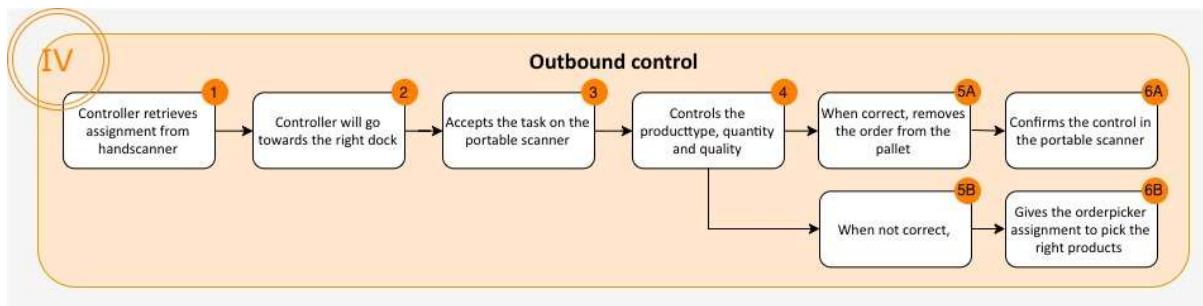 IV
Outbound control
1
Controller retrieves
assignment from
handscanner
2
Controller will go
towards the right dock
3
Accepts the task on the
portable scanner
4
Controls the
producttype, quantity
and quality
5A
When correct, removes
the order from the
pallet
6A
Confirms the control in
the portable scanner
5B
When not correct,
6B
Gives the orderpicker
assignment to pick the
right products